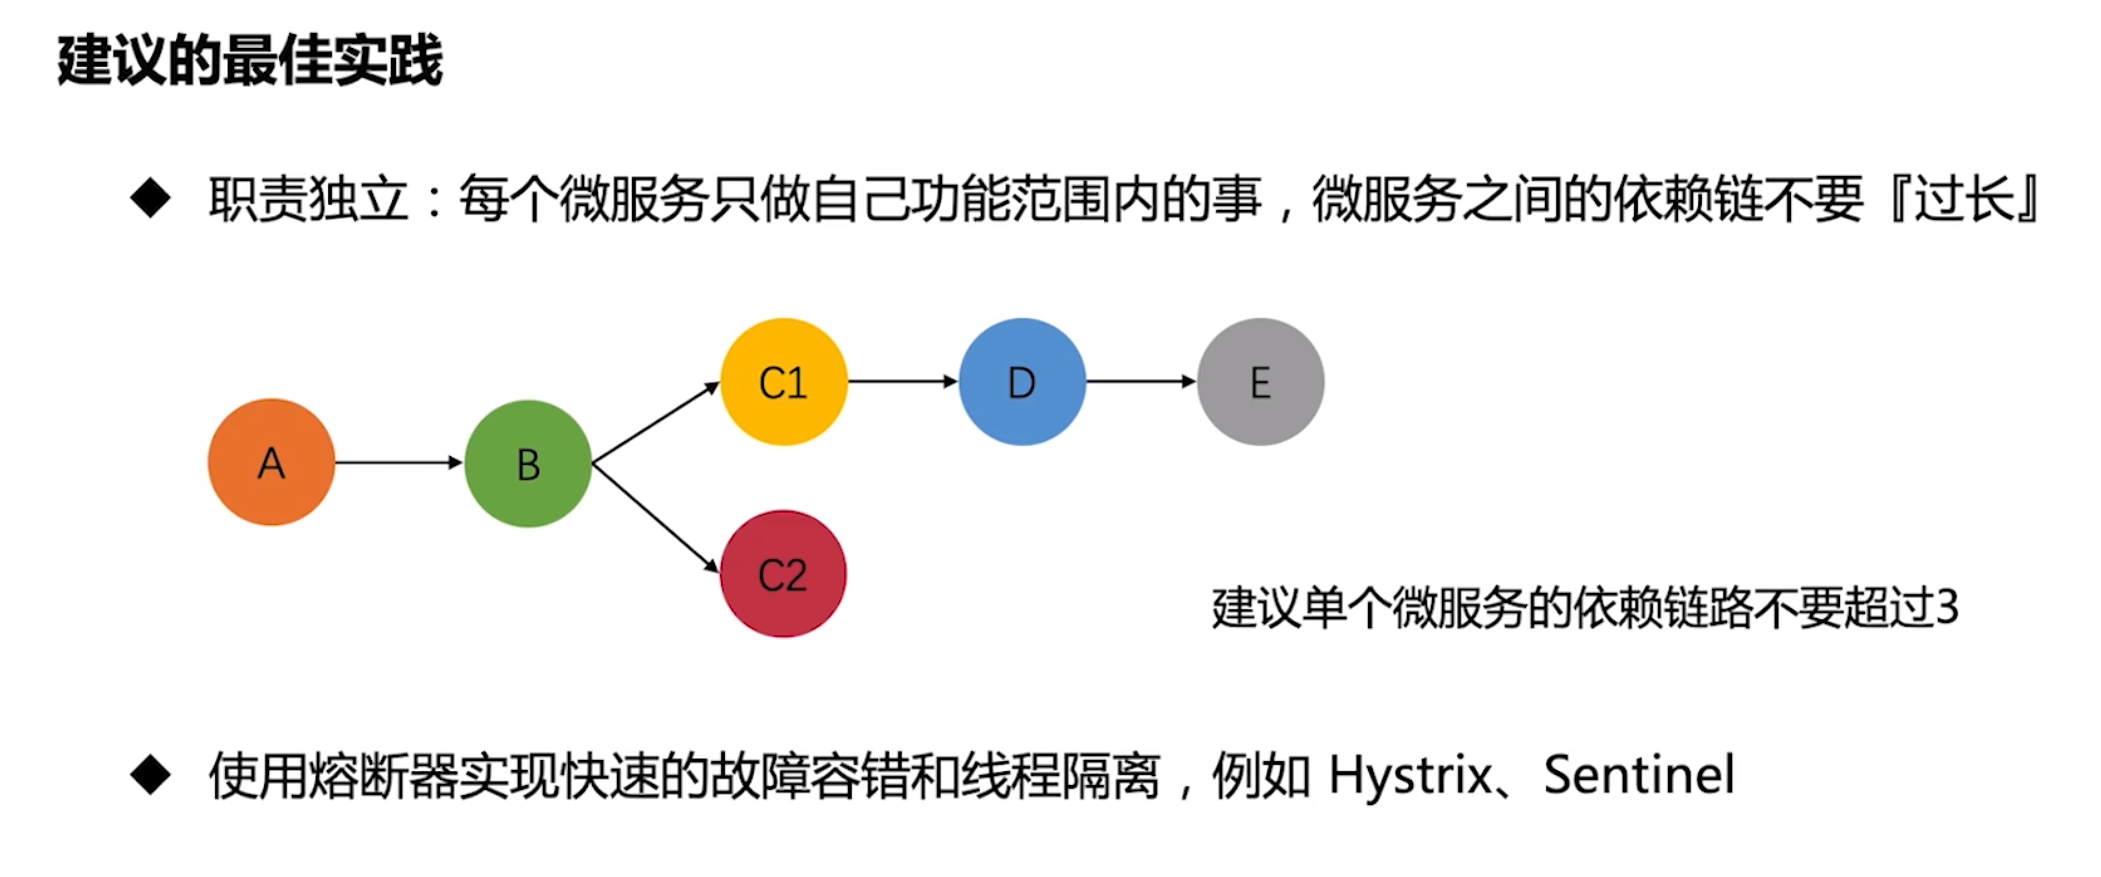 建议的最佳实践
◆ 职责独立：每个微服务只做自己功能范围内的事，微服务之间的依赖链不要『过长』
C1
D
E
A
B
C2
建议单个微服务的依赖链路不要超过3
◆ 使用熔断器实现快速的故障容错和线程隔离，例如 Hystrix、Sentinel